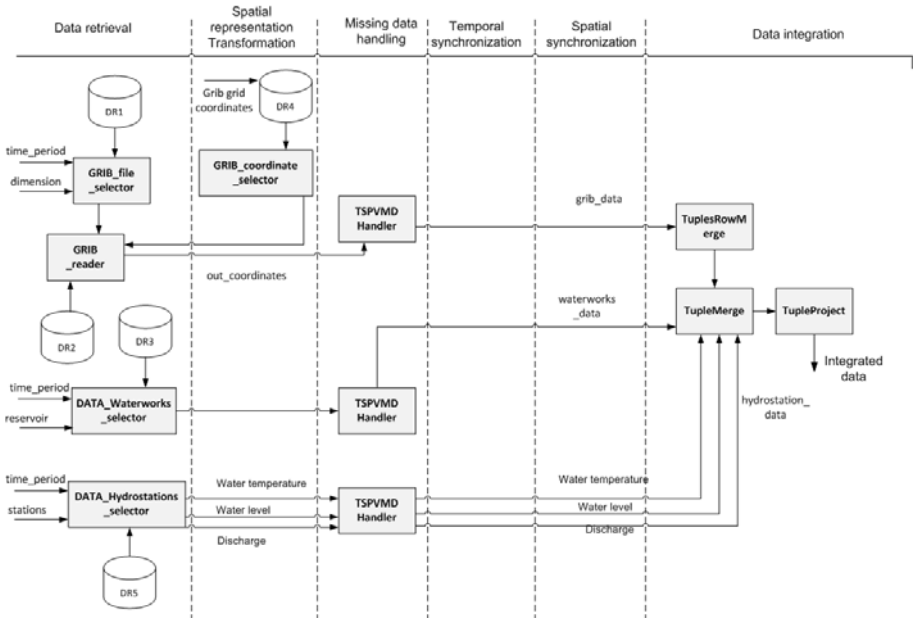 Data retrieval
Spatial
representation
Transformation
Missing data
handling
Temporal
synchronization
Spatial
synchronization
Data integration
DR1
Grib grid
coordinates
DR4
time_period
dimension
GRIB_file
_selector
GRIB_coordinate
_selector
TSPVMD
Handler
grib_data
TuplesRowM
erge
GRIB
_reader
out_coordinates
DR2
DR3
waterworks
_data
TupleMerge
TupleProject
Integrated
data
time_period
reservoir
DATA_Waterworks
_selector
TSPVMD
Handler
hydrostation_
data
time_period
stations
DATA_Hydrostations
_selector
Water temperature
Water level
Discharge
TSPVMD
Handler
Water temperature
Water level
Discharge
DR5